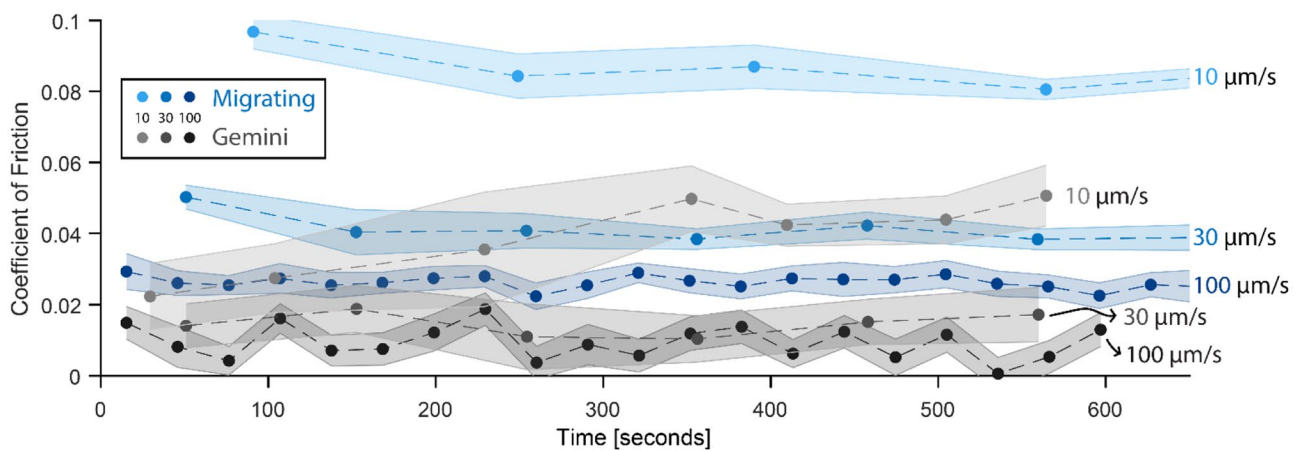 Coefficient of Friction
0.1
0.08
0.06
0.04
0.02
0
Migrating
10 30 100
Gemini
10 µm/s
10 µm/s
30 µm/s
100 µm/s
30 µm/s
100 µm/s
0 100 200 300 400 500 600
Time [seconds]